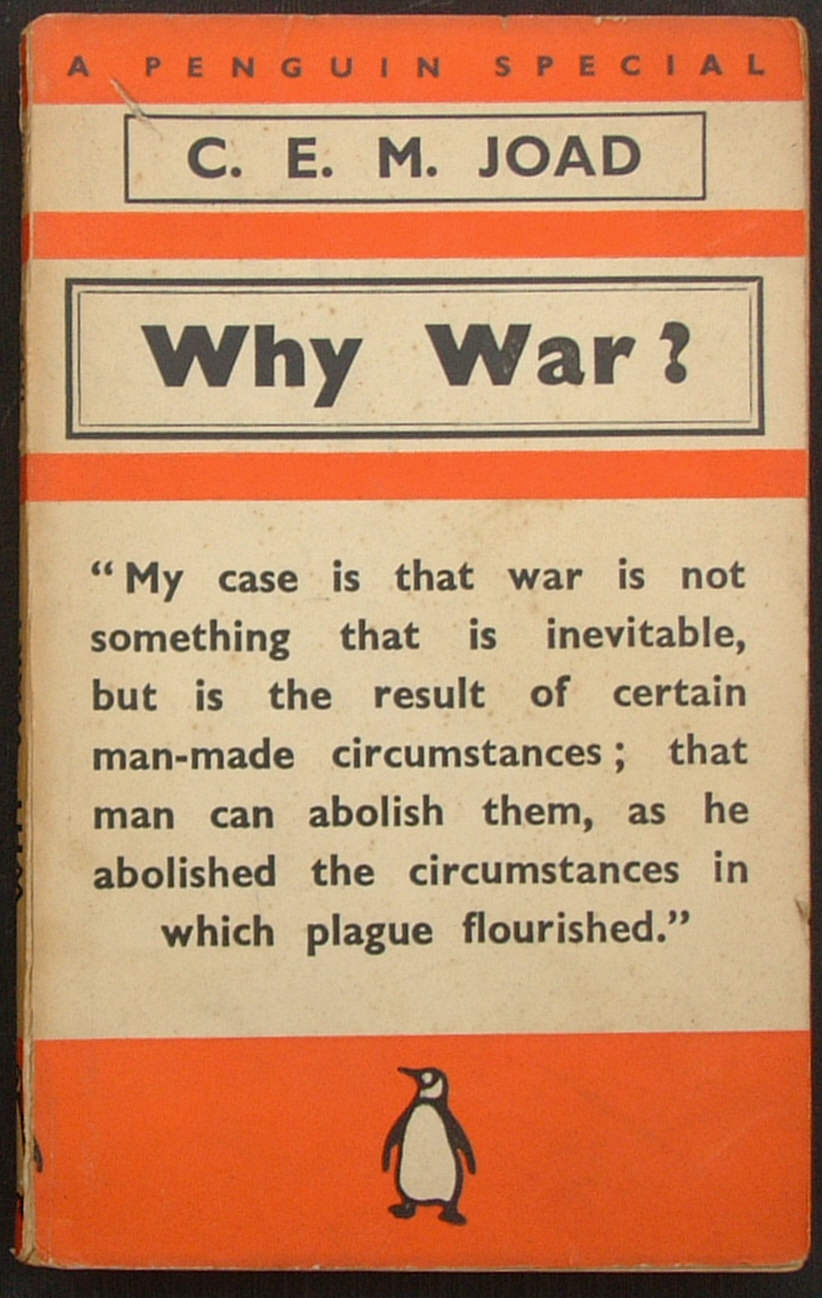 A PENGUIN SPECIAL
C. E. M. JOAD
Why War?
“My case is that war is not
something that is inevitable,
but is the result of certain
man-made circumstances; that
man can abolish them, as he
abolished the circumstances in
which plague flourished.”